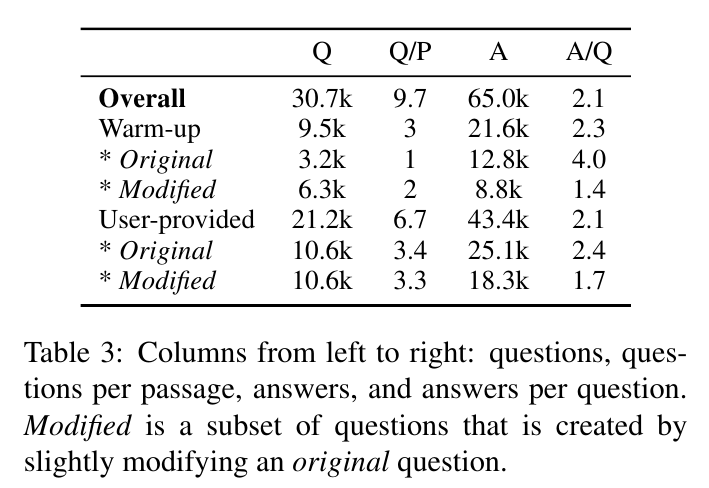 Q Q/P A A/Q
Overall 30.7k 9.7 65.0k 2.1
Warm-up 9.5k 3 21.6k 2.3
* Original 3.2k 1 12.8k 4.0
* Modified 6.3k 2 8.8k 1.4
User-provided 21.2k 6.7 43.4k 2.1
* Original 10.6k 3.4 25.1k 2.4
* Modified 10.6k 3.3 18.3k 1.7
Table 3: Columns from left to right: questions, ques-
tions per passage, answers, and answers per question.
Modified is a subset of questions that is created by
slightly modifying an original question.